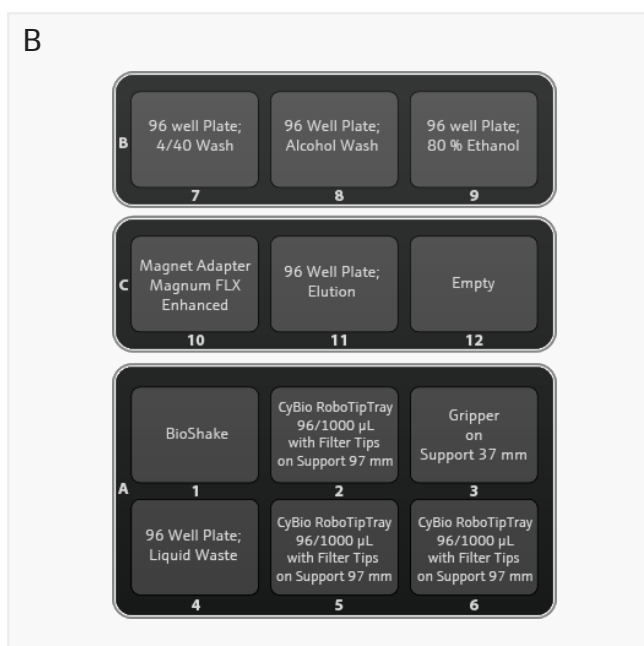 B
96 well Plate;
4/40 Wash
96 Well Plate;
Alcohol Wash
96 well Plate;
80 % Ethanol
B
7
8
9
Magnet Adapter
Magnum FLX
Enhanced
96 Well Plate;
Elution
Empty
C
10
11
12
BioShake
CyBio RoboTipTray
96/1000 µL
with Filter Tips
on Support 97 mm
Gripper
on
Support 37 mm
1
2
3
A
96 Well Plate;
Liquid Waste
CyBio RoboTipTray
96/1000 µL
with Filter Tips
on Support 97 mm
CyBio RoboTipTray
96/1000 µL
with Filter Tips
on Support 97 mm
4
5
6